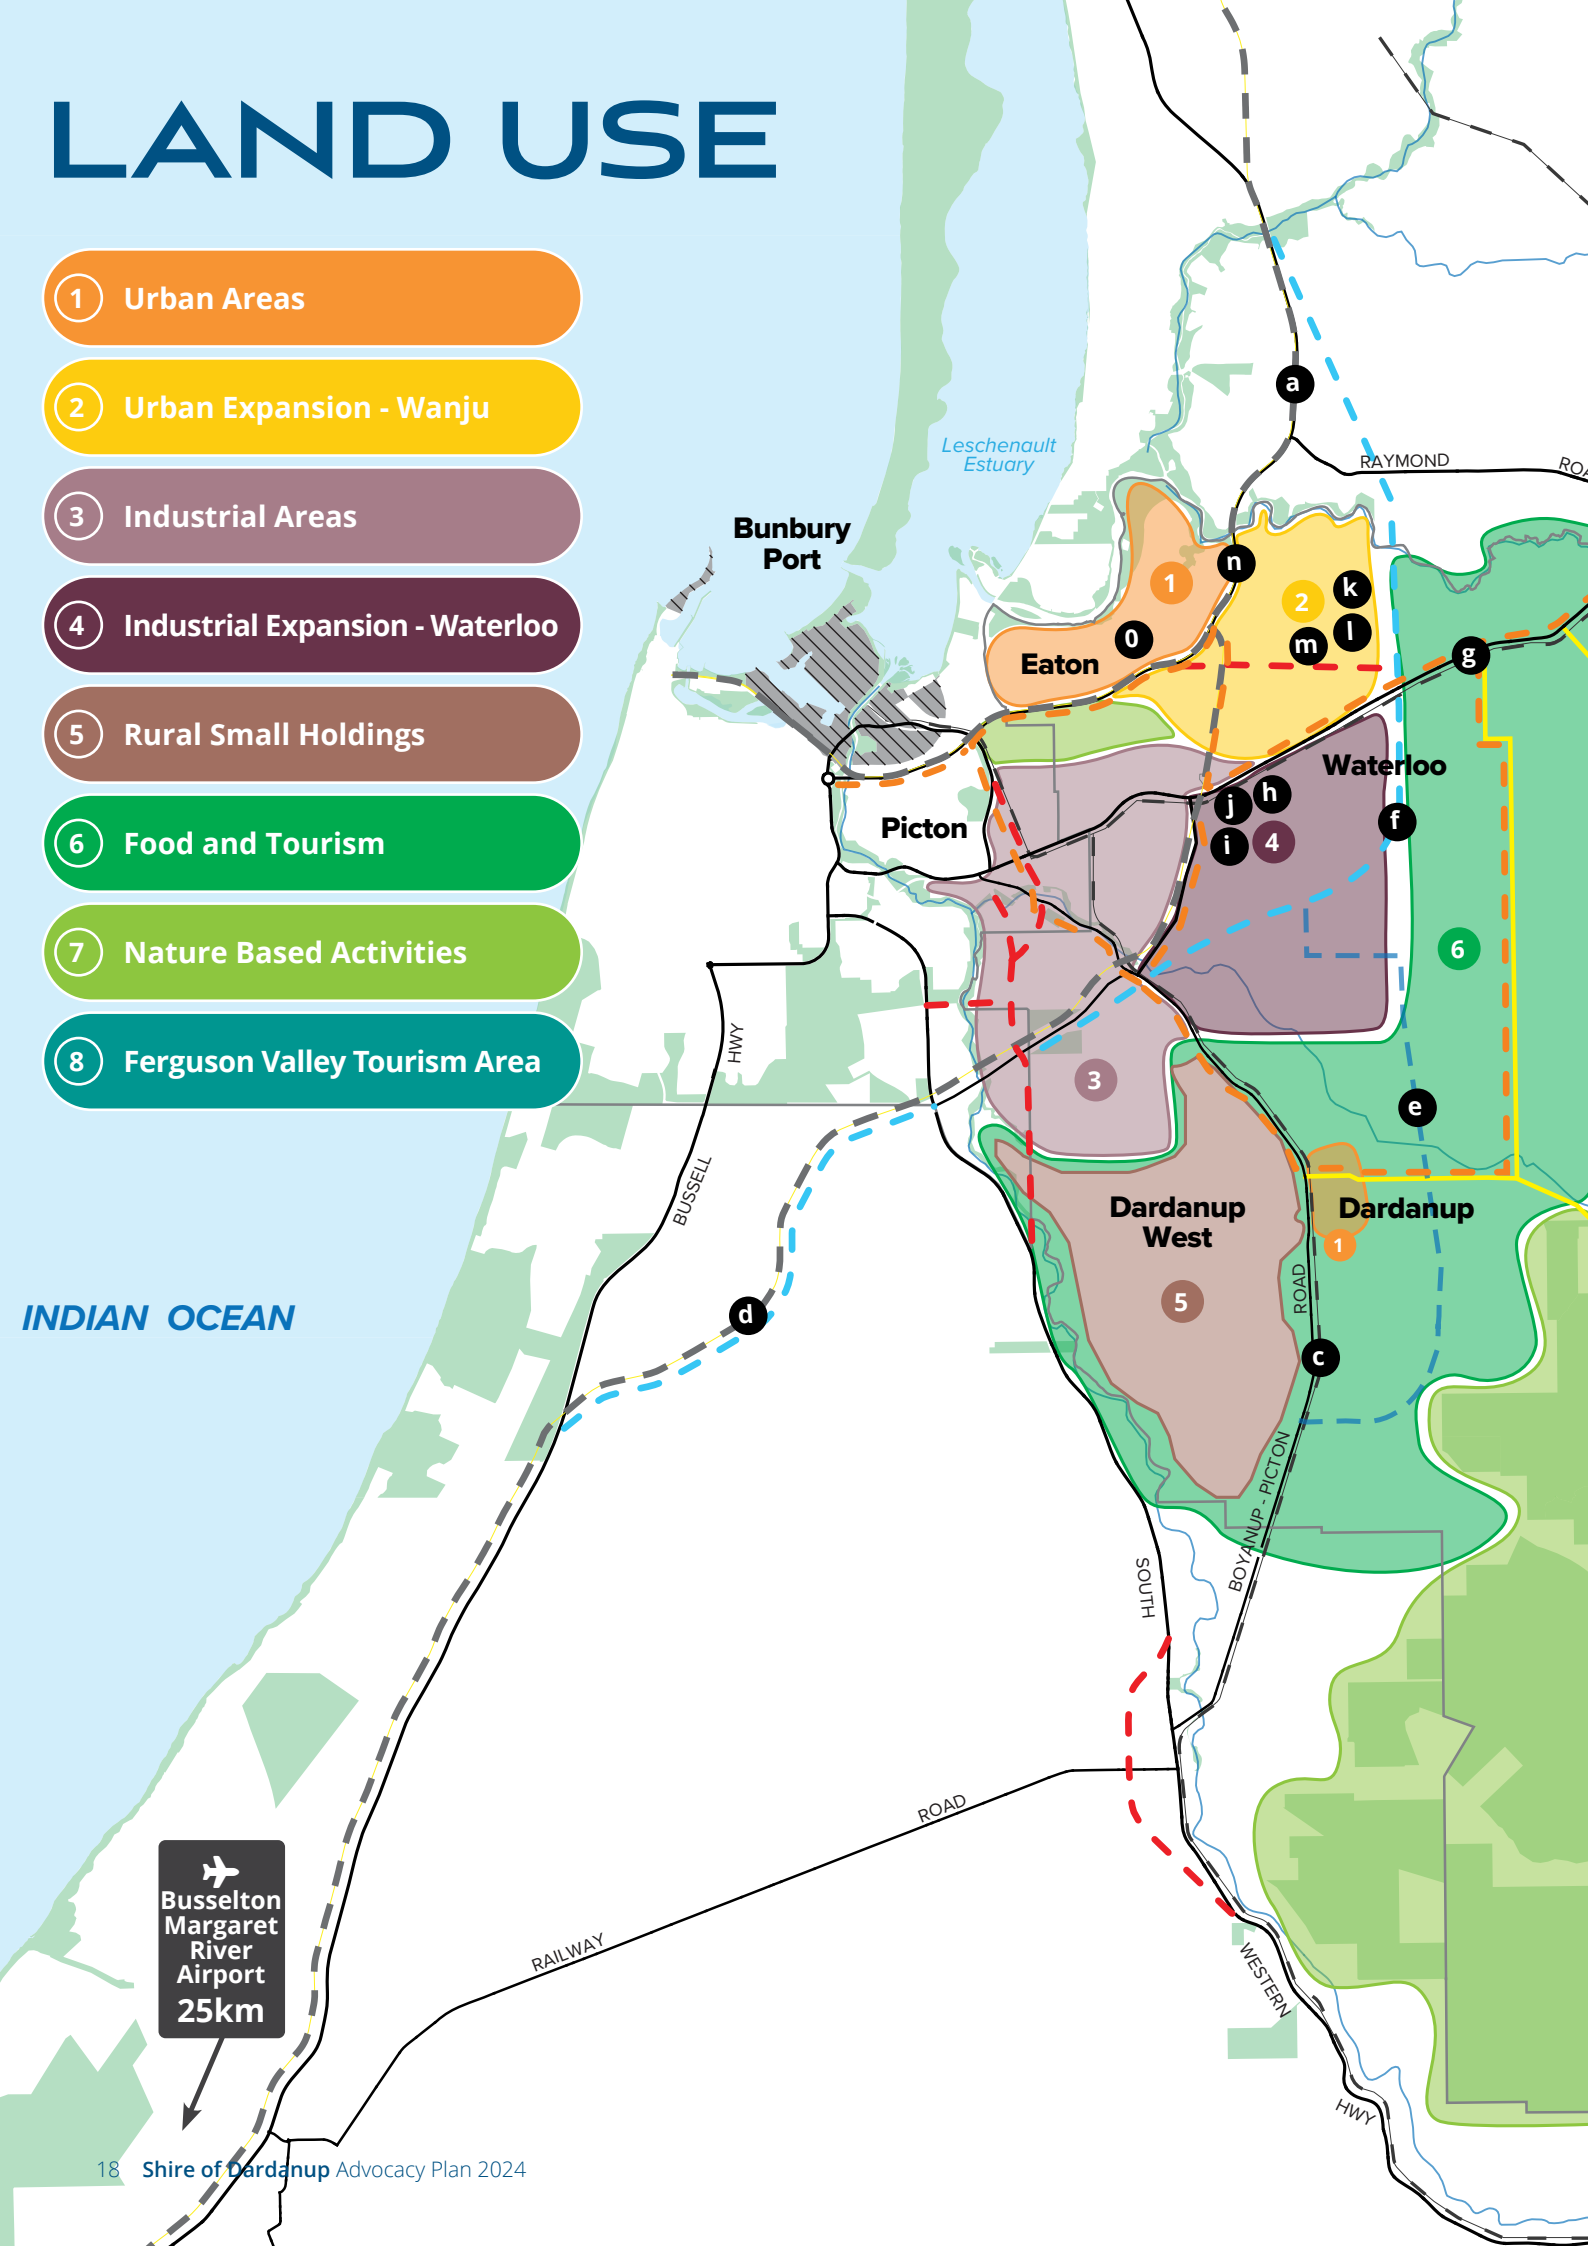 LAND USE
1 Urban Areas
2 Urban Expansion - Wanju
3 Industrial Areas
4 Industrial Expansion - Waterloo
5 Rural Small Holdings
6 Food and Tourism
7 Nature Based Activities
8 Ferguson Valley Tourism Area
a
Leschenault
Estuary
RAYMOND
ROA
Bunbury
Port
n
1
2
k
l
m
0
Eaton
g
Waterloo
h
j
i
4
f
Picton
6
HWY
3
e
BUSSELL
Dardanup
West
Dardanup
1
ROAD
5
INDIAN OCEAN
d
c
BOYANUP - PICTON
SOUTH
ROAD
RAILWAY
WESTERN
HWY
Busselton
Margaret
River
Airport
25km
18 Shire of Dardanup Advocacy Plan 2024